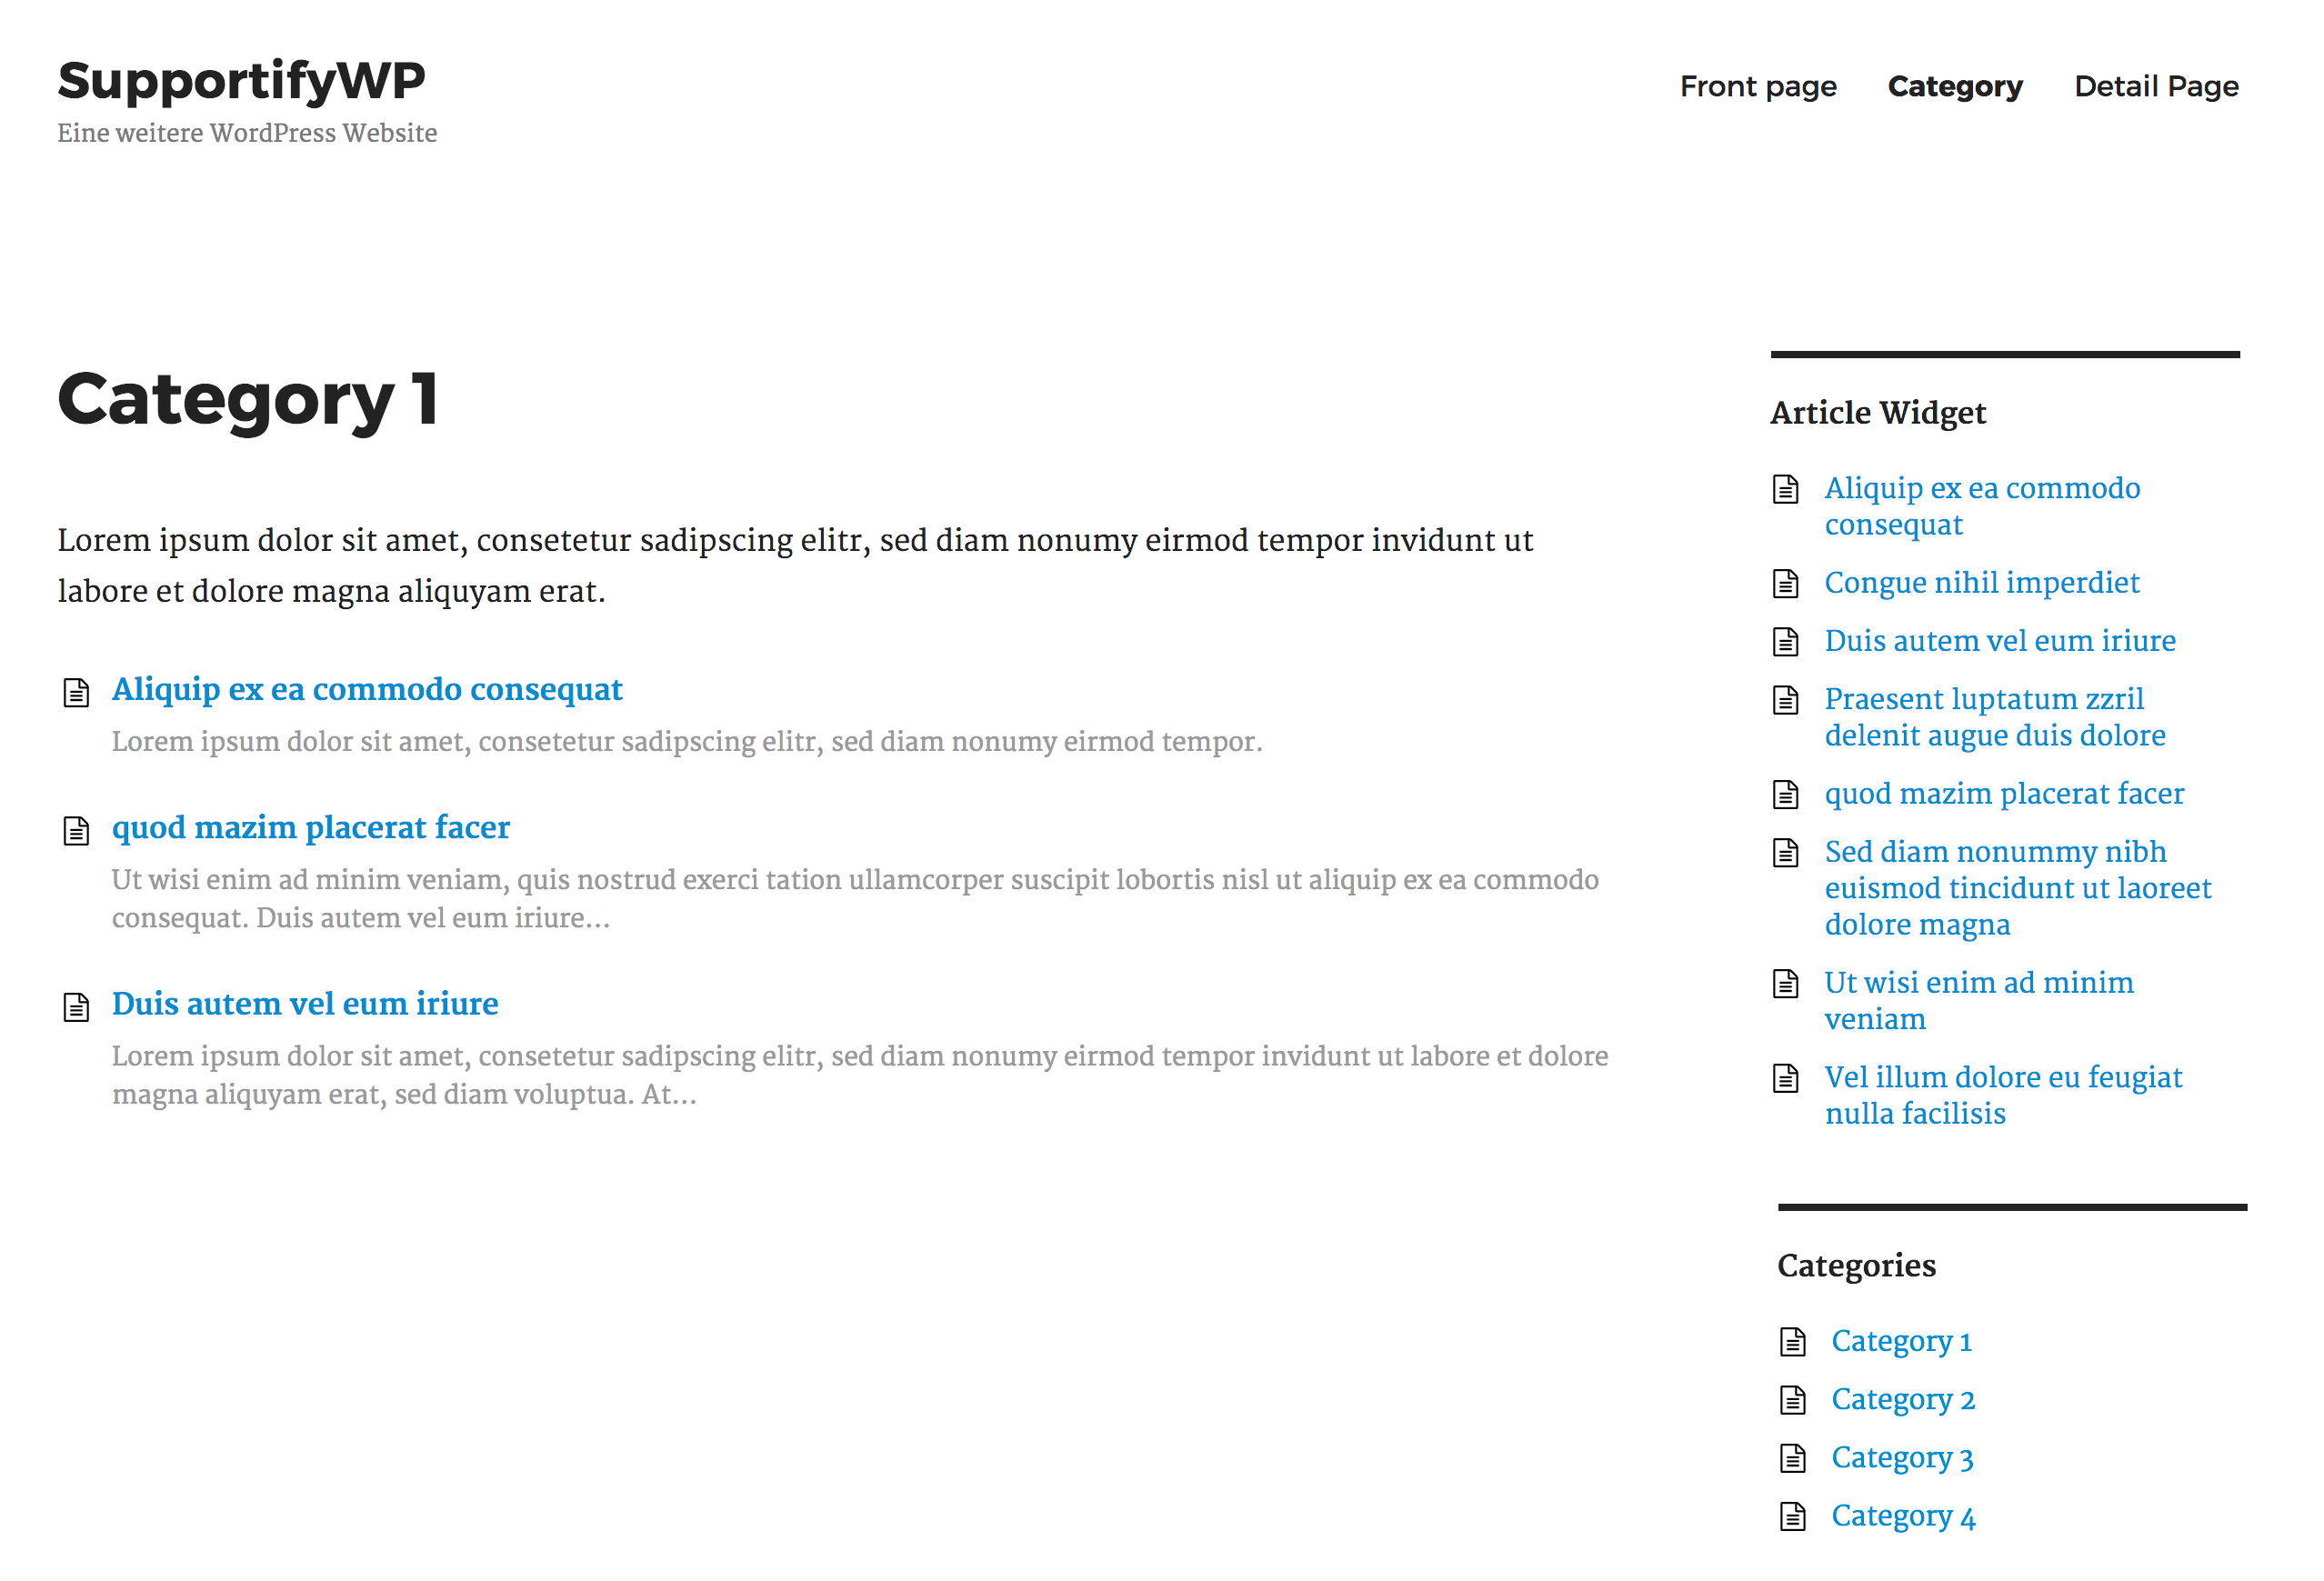 SupportifyWP
Eine weitere WordPress Website
Front page
Category
Detail Page
Category 1
Lorem ipsum dolor sit amet, consetetur sadipscing elitr, sed diam nonumy eirmod tempor invidunt ut
labore et dolore magna aliquyam erat.
Aliquip ex ea commodo consequat
Lorem ipsum dolor sit amet, consetetur sadipscing elitr, sed diam nonumy eirmod tempor.
quod mazim placerat facer
Ut wisi enim ad minim veniam, quis nostrud exerci tation ullamcorper suscipit lobortis nisl ut aliquip ex ea commodo
consequat. Duis autem vel eum iriure...
Duis autem vel eum iriure
Lorem ipsum dolor sit amet, consetetur sadipscing elitr, sed diam nonumy eirmod tempor invidunt ut labore et dolore
magna aliquyam erat, sed diam voluptua. At...
Article Widget
Aliquip ex ea commodo
consequat
Congue nihil imperdiet
Duis autem vel eum iriure
Praesent luptatum zzril
delenit augue duis dolore
quod mazim placerat facer
Sed diam nonummy nibh
euismod tincidunt ut laoreet
dolore magna
Ut wisi enim ad minim
veniam
Vel illum dolore eu feugiat
nulla facilisis
Categories
Category 1
Category 2
Category 3
Category 4